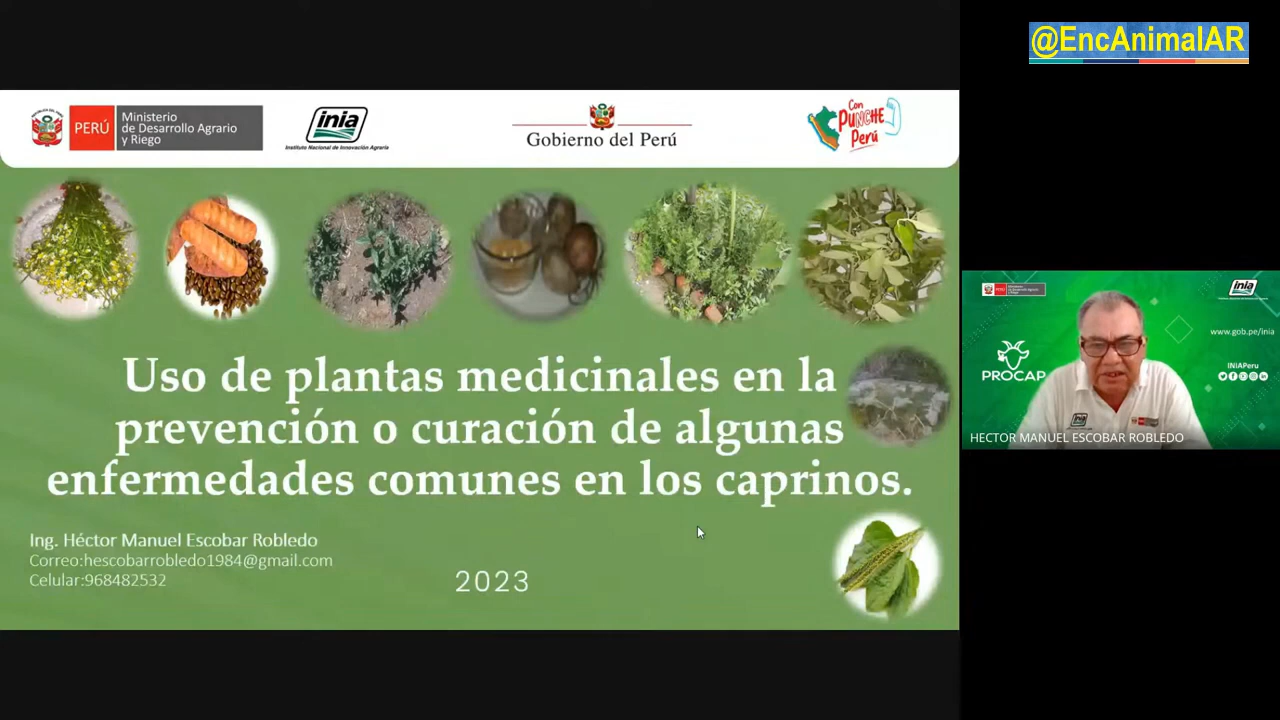 @EncAnimalAR
PERÚ
Ministerio
de Desarrollo Agrario
y Riego
inia
Instituto Nacional de Innovación Agraria
Gobierno del Perú
Con
PUNCHE
Perú
Uso de plantas medicinales en la
prevención o curación de algunas
enfermedades comunes en los caprinos.
Ing. Héctor Manuel Escobar Robledo
Correo:hescobarrobledo1984@gmail.com
Celular:968482532
2023
PERÚ
inia
www.gob.pe/inia
PROCAP
INIAPeru
HECTOR MANUEL ESCOBAR ROBLEDO